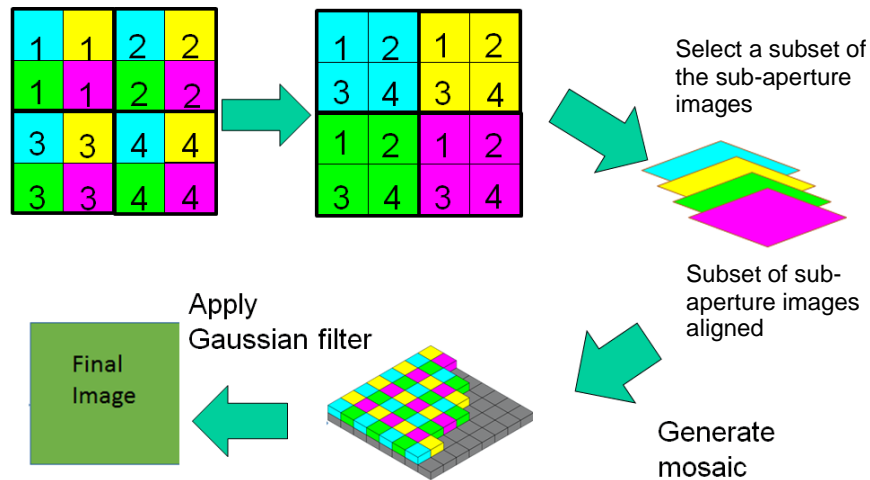 1 1 2 2
1 1 2 2
3 3 4 4
3 3 4 4
1 2 1 2
3 4 3 4
1 2 1 2
3 4 3 4
Select a subset of
the sub-aperture
images
Subset of sub-
aperture images
aligned
Generate
mosaic
Apply
Gaussian filter
Final
Image